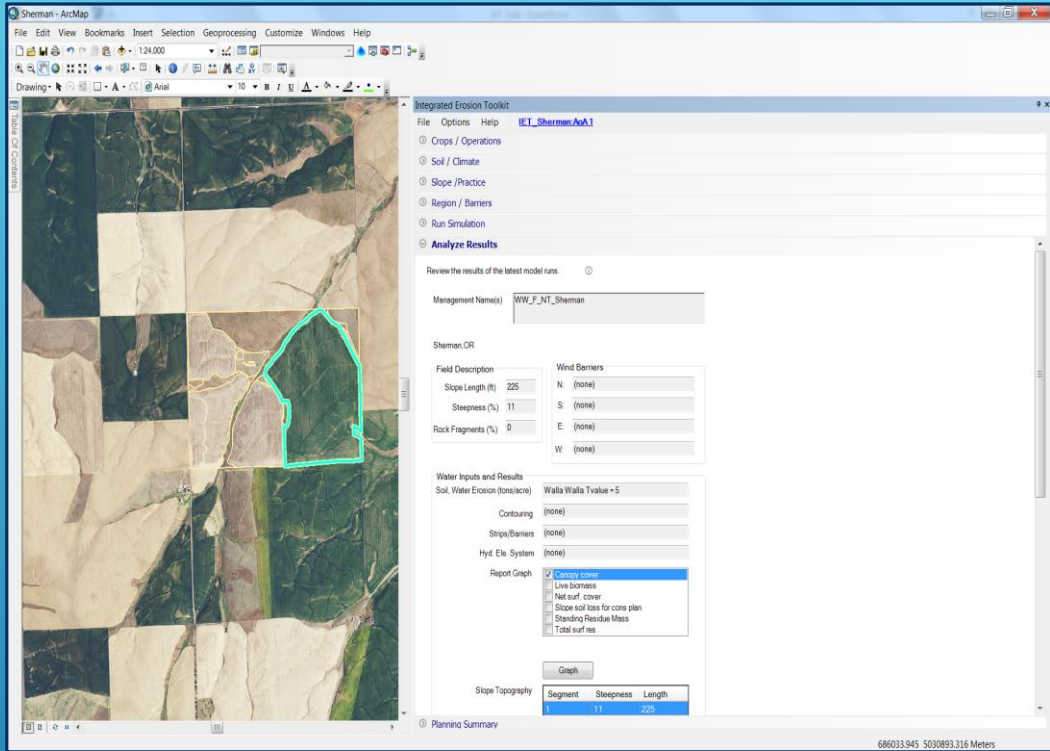 Sherman - ArcMap
File Edit View Bookmarks Insert Selection Geoprocessing Customize Windows Help
1:24,000
Drawing Arial 10 B I U A
Table Of Contents
Integrated Erosion Toolkit
File Options Help IET_Sherman:AoA1
Crops / Operations
Soil / Climate
Slope /Practice
Region / Barriers
Run Simulation
Analyze Results
Review the results of the latest model runs.
Management Name(s) WW_F_NT_Sherman
Sherman,OR
Field Description
Slope Length (ft) 225
Steepness (%) 11
Rock Fragments (%) 0
Wind Barriers
N: (none)
S: (none)
E: (none)
W: (none)
Water Inputs and Results
Soil, Water Erosion (tons/acre) Walla Walla Tvalue = 5
Contouring (none)
Strips/Barriers (none)
Hyd. Ele. System (none)
Report Graph
Canopy cover
Live biomass
Net surf. cover
Slope soil loss for cons plan
Standing Residue Mass
Total surf res
Graph
Slope Topography
Segment Steepness Length
1 11 225
Planning Summary
686033.945 5030893.316 Meters